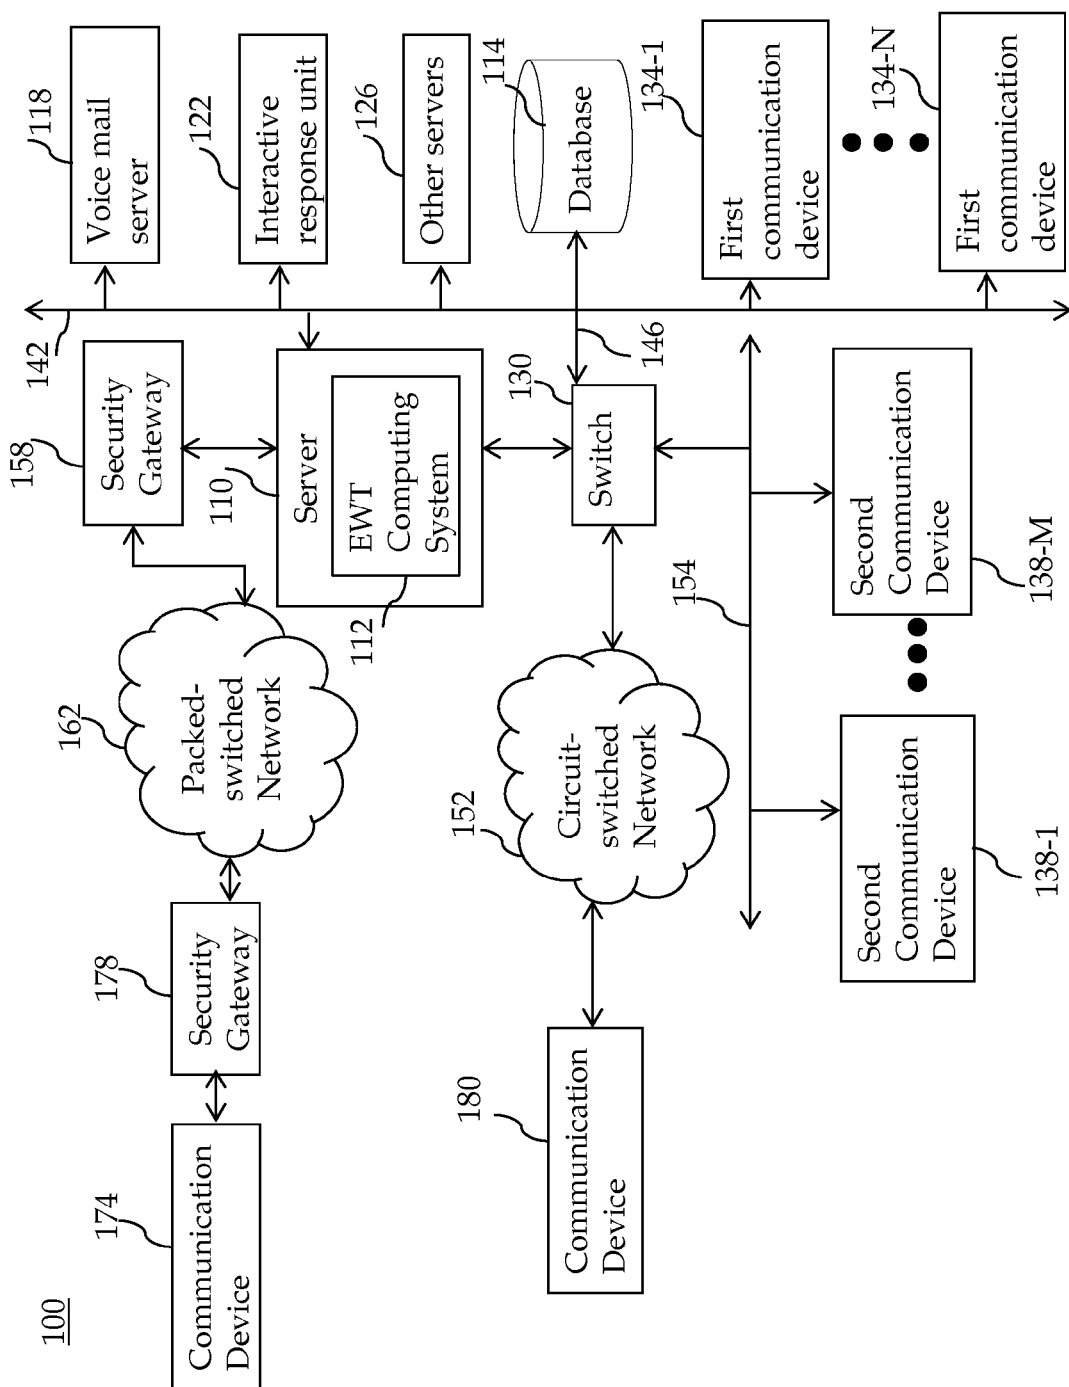 100
174
Communication
Device
178
Security
Gateway
162
Packed-
switched
Network
158
Security
Gateway
142
118
Voice mail
server
110
Server
EWT
Computing
System
112
122
Interactive
response unit
126
Other servers
180
Communication
Device
152
Circuit-
switched
Network
130
Switch
146
114
Database
154
134-1
First
communication
device
138-1
Second
Communication
Device
138-M
Second
Communication
Device
134-N
First
communication
device